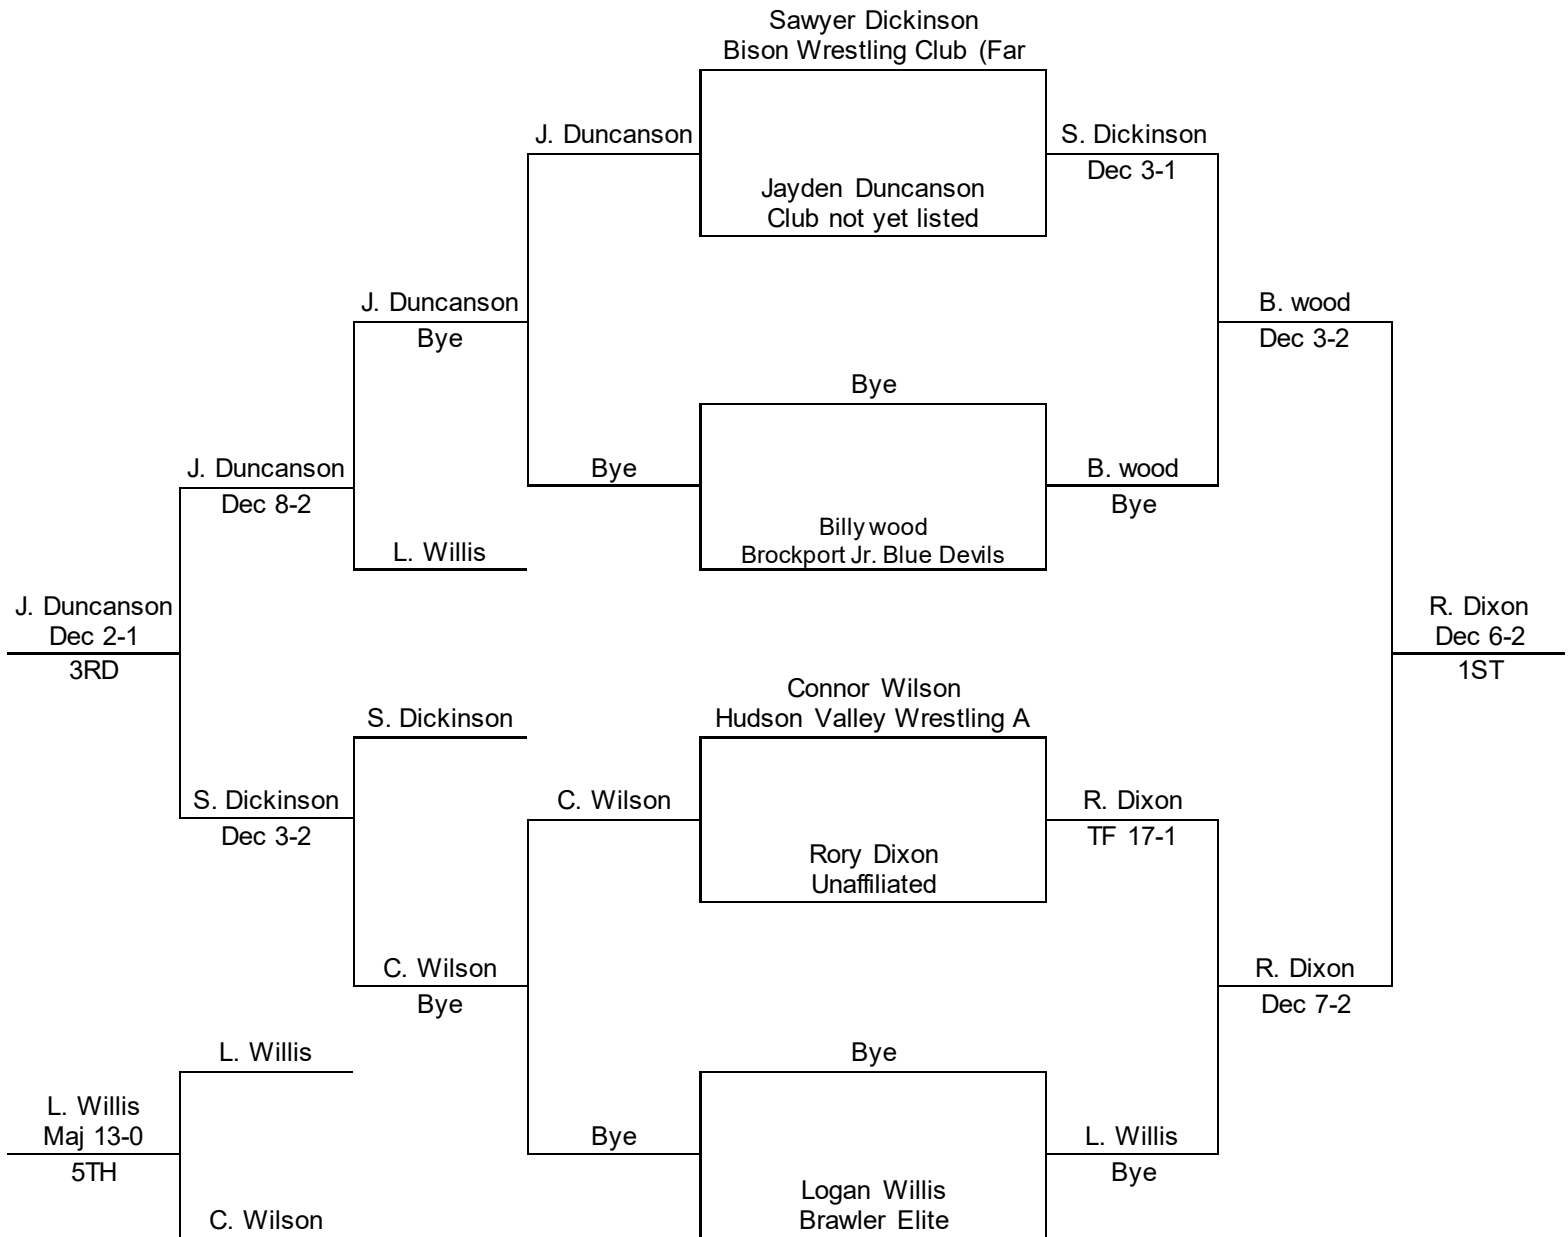 Sawyer Dickinson
Bison Wrestling Club (Far
J. Duncanson
S. Dickinson
Dec 3-1
Jayden Duncanson
Club not yet listed
J. Duncanson
Bye
B. wood
Dec 3-2
Bye
J. Duncanson
Dec 8-2
Bye
B. wood
Bye
L. Willis
Billy wood
Brockport Jr. Blue Devils
J. Duncanson
Dec 2-1
3RD
R. Dixon
Dec 6-2
1ST
Connor Wilson
Hudson Valley Wrestling A
S. Dickinson
S. Dickinson
Dec 3-2
C. Wilson
R. Dixon
TF 17-1
Rory Dixon
Unaffiliated
C. Wilson
Bye
R. Dixon
Dec 7-2
L. Willis
Bye
L. Willis
Maj 13-0
5TH
Bye
L. Willis
Bye
Logan Willis
Brawler Elite
C. Wilson